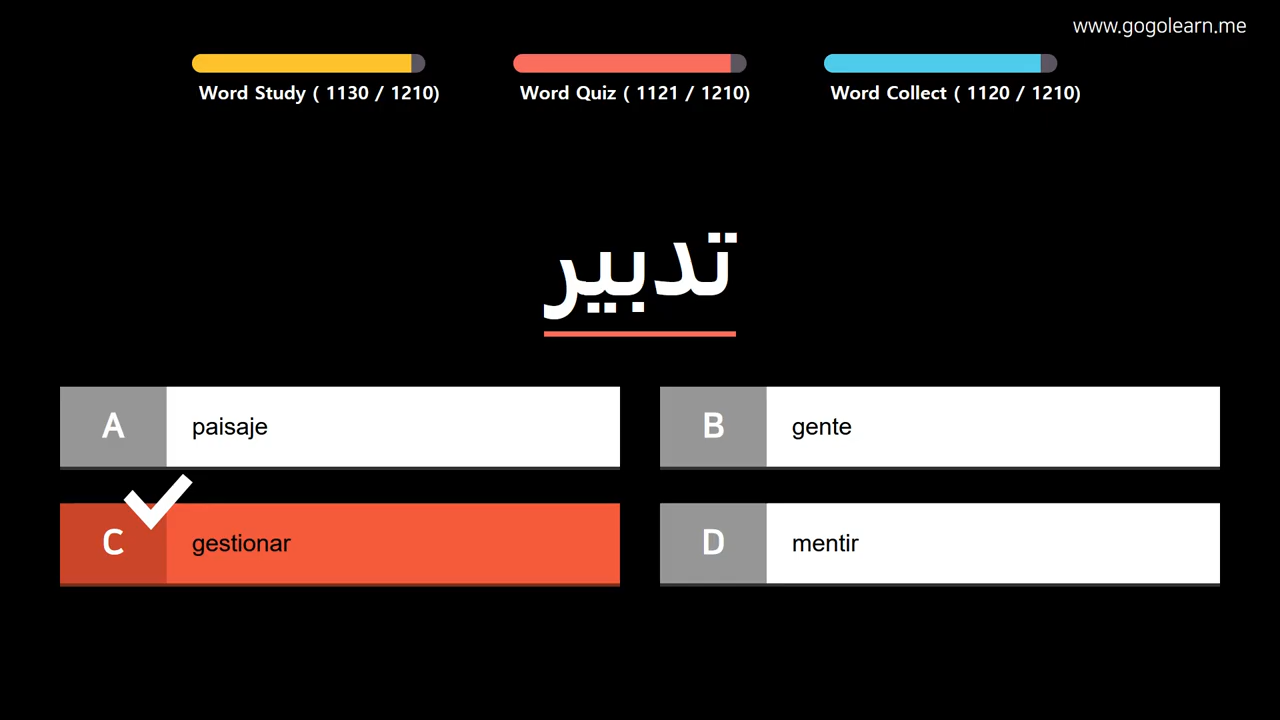 www.gogolearn.me
Word Study ( 1130 / 1210)
Word Quiz ( 1121 / 1210)
Word Collect ( 1120 / 1210)
تدبير
A
paisaje
B
gente
C
gestionar
D
mentir